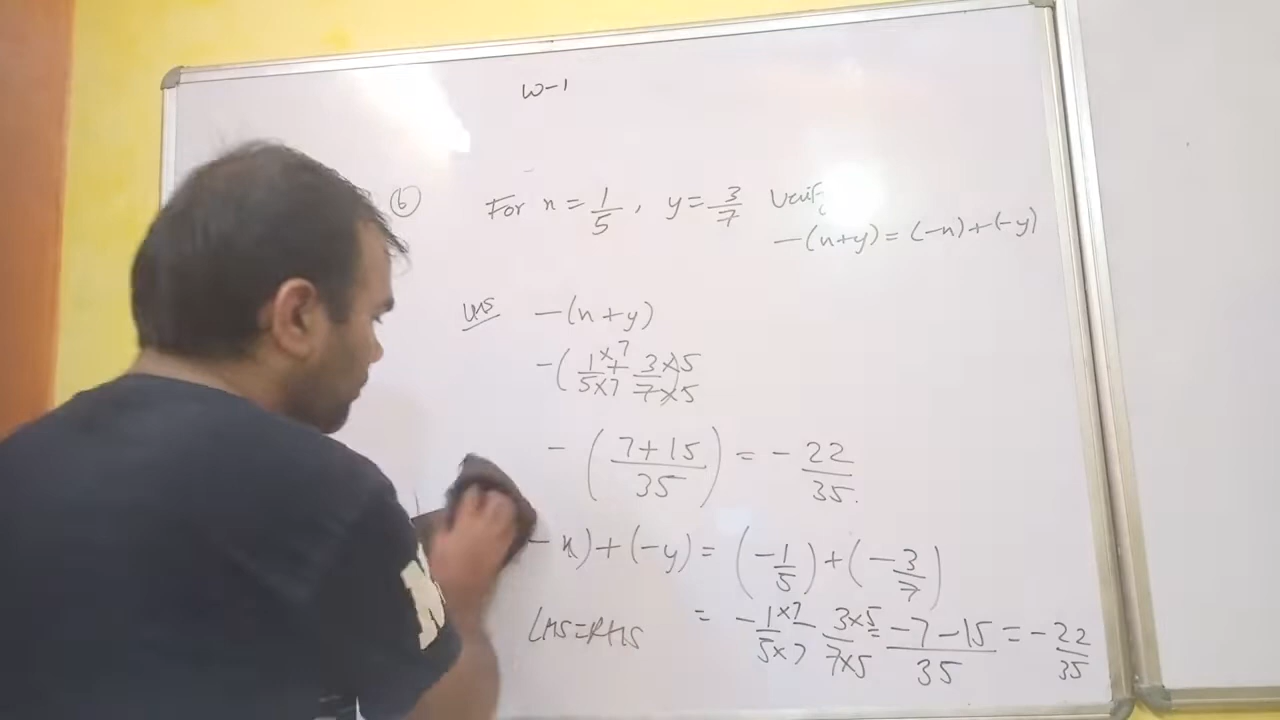 W-1
(6) For x = 1/5, y = 3/7 Verify
-(x+y) = (-x)+(-y)
LHS -(x+y)
-(1×7/5×7 + 3×5/7×5)
-(7+15/35) = -22/35.
- x)+(-y) = (-1/5)+(-3/7)
= -1×7/5×7 - 3×5/7×5 = -7-15/35 = -22/35
LHS=RHS
N